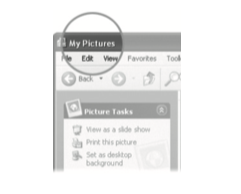 My Pictures
File Edit View Favorites Tools
Back
Picture Tasks
View as a slide show
Print this picture
Set as desktop
background